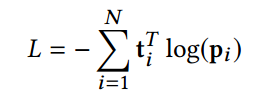 L = − ∑_{i=1}^{N} 𝐭_i^T log(𝐩_i)